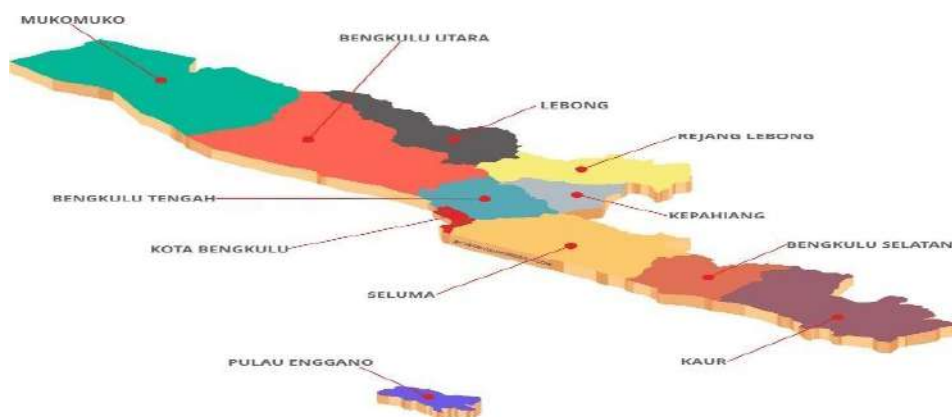 MUKOMUKO
BENGKULU UTARA
LEBONG
REJANG LEBONG
BENGKULU TENGAH
KEPAHIANG
KOTA BENGKULU
BENGKULU SELATAN
SELUMA
KAUR
PULAU ENGGANO